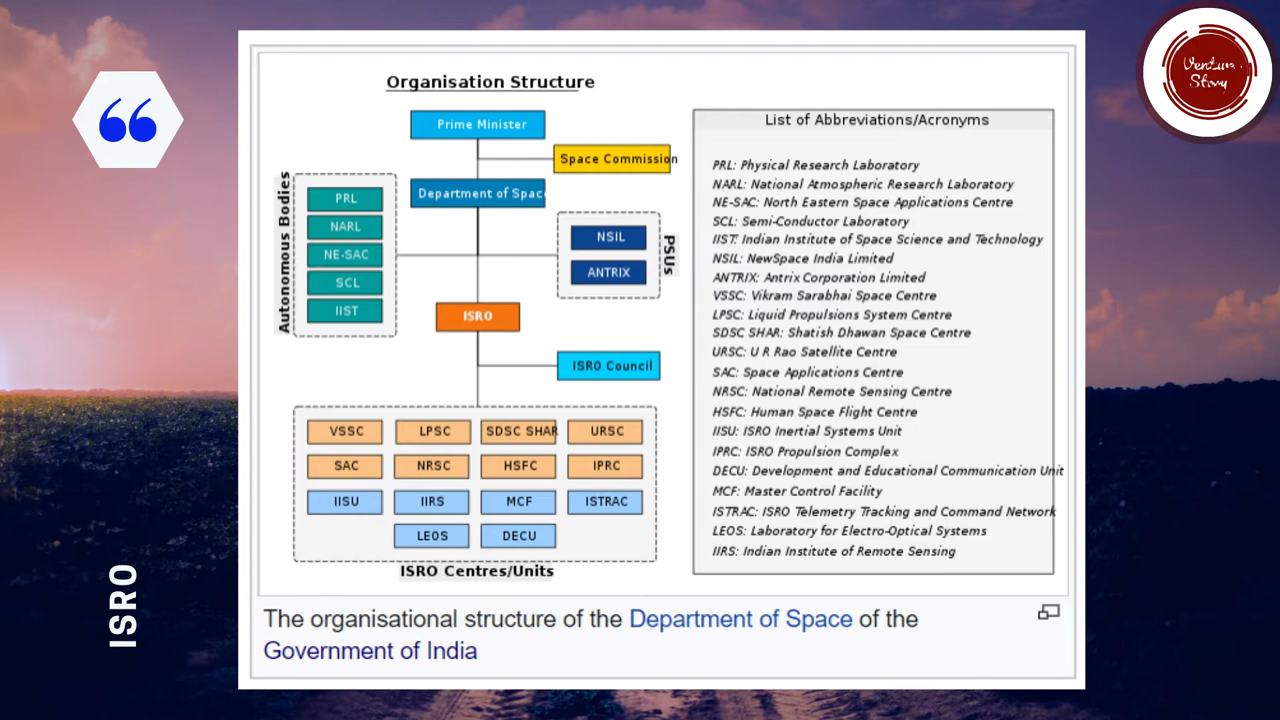 Venture
Story
Organisation Structure
Prime Minister
Space Commission
Department of Space
Autonomous Bodies
PRL
NARL
NE-SAC
SCL
IIST
NSIL
ANTRIX
PSUs
ISRO
ISRO Council
VSSC
LPSC
SDSC SHAR
URSC
SAC
NRSC
HSFC
IPRC
IISU
IIRS
MCF
ISTRAC
LEOS
DECU
ISRO Centres/Units
List of Abbreviations/Acronyms
PRL: Physical Research Laboratory
NARL: National Atmospheric Research Laboratory
NE-SAC: North Eastern Space Applications Centre
SCL: Semi-Conductor Laboratory
IIST: Indian Institute of Space Science and Technology
NSIL: NewSpace India Limited
ANTRIX: Antrix Corporation Limited
VSSC: Vikram Sarabhai Space Centre
LPSC: Liquid Propulsions System Centre
SDSC SHAR: Shatish Dhawan Space Centre
URSC: U R Rao Satellite Centre
SAC: Space Applications Centre
NRSC: National Remote Sensing Centre
HSFC: Human Space Flight Centre
IISU: ISRO Inertial Systems Unit
IPRC: ISRO Propulsion Complex
DECU: Development and Educational Communication Unit
MCF: Master Control Facility
ISTRAC: ISRO Telemetry Tracking and Command Network
LEOS: Laboratory for Electro-Optical Systems
IIRS: Indian Institute of Remote Sensing
The organisational structure of the Department of Space of the
Government of India
ISRO